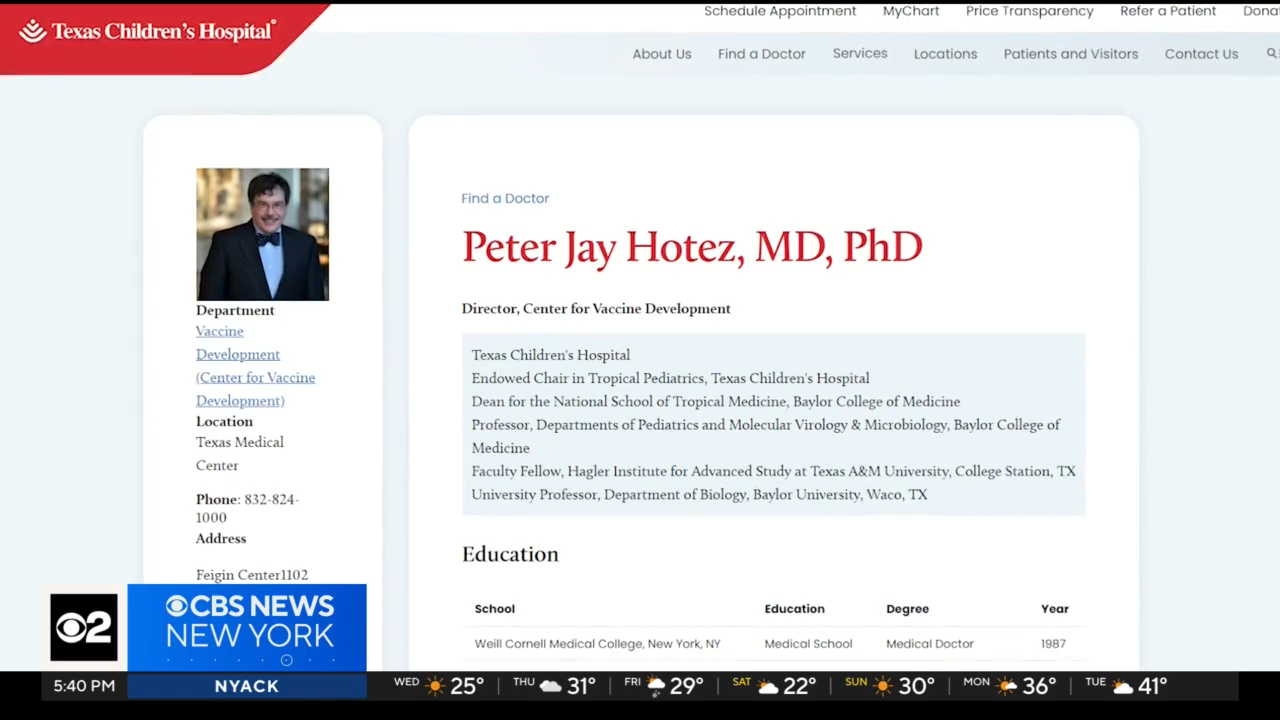 Schedule Appointment MyChart Price Transparency Refer a Patient Donat
Texas Children's Hospital®
About Us Find a Doctor Services Locations Patients and Visitors Contact Us
Find a Doctor
Peter Jay Hotez, MD, PhD
Director, Center for Vaccine Development
Texas Children's Hospital
Endowed Chair in Tropical Pediatrics, Texas Children's Hospital
Dean for the National School of Tropical Medicine, Baylor College of Medicine
Professor, Departments of Pediatrics and Molecular Virology & Microbiology, Baylor College of
Medicine
Faculty Fellow, Hagler Institute for Advanced Study at Texas A&M University, College Station, TX
University Professor, Department of Biology, Baylor University, Waco, TX
Department
Vaccine
Development
(Center for Vaccine
Development)
Location
Texas Medical
Center
Phone: 832-824-
1000
Address
Feigin Center1102
Education
School Education Degree Year
Weill Cornell Medical College, New York, NY Medical School Medical Doctor 1987
2
CBS NEWS
NEW YORK
5:40 PM NYACK WED 25° THU 31° FRI 29° SAT 22° SUN 30° MON 36° TUE 41°